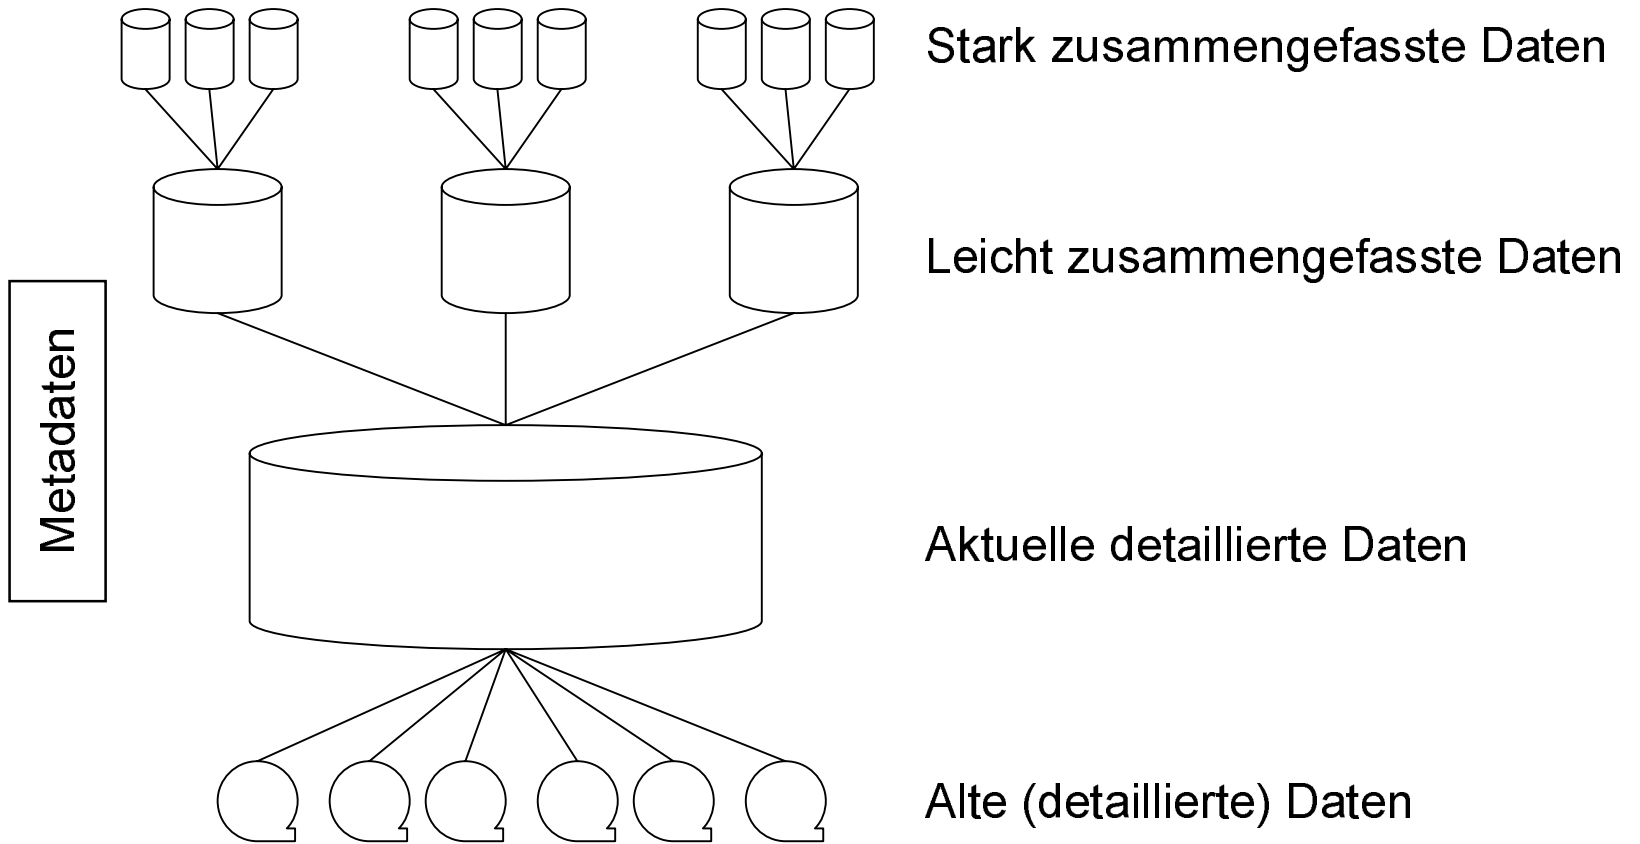 Stark zusammengefasste Daten
Leicht zusammengefasste Daten
Metadaten
Aktuelle detaillierte Daten
Alte (detaillierte) Daten